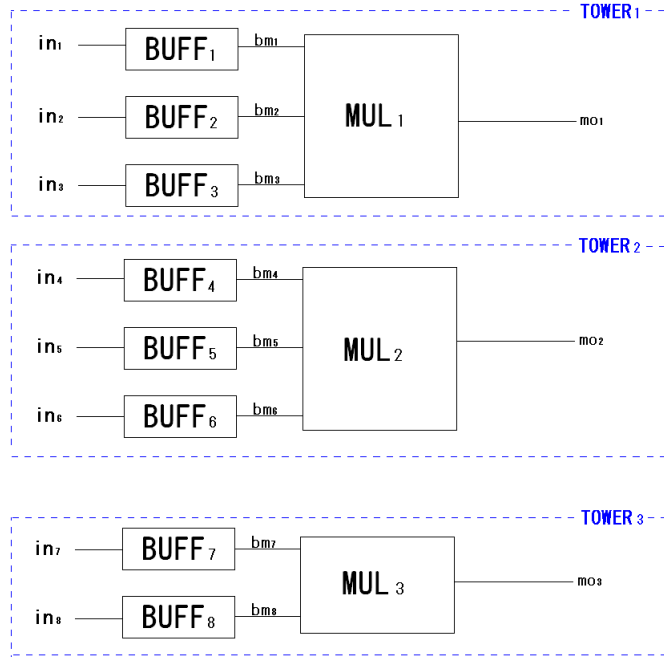 TOWER₁
in₁ BUFF₁ bm₁
in₂ BUFF₂ bm₂ MUL₁ mo₁
in₃ BUFF₃ bm₃
TOWER₂
in₄ BUFF₄ bm₄
in₅ BUFF₅ bm₅ MUL₂ mo₂
in₆ BUFF₆ bm₆
TOWER₃
in₇ BUFF₇ bm₇
MUL₃ mo₃
in₈ BUFF₈ bm₈